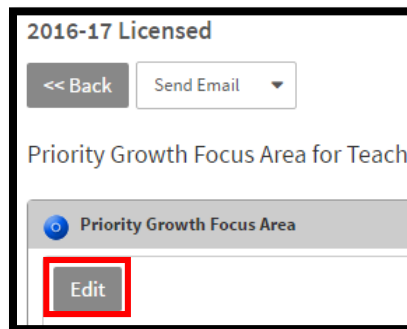 2016-17 Licensed
<< Back Send Email
Priority Growth Focus Area for Teach
Priority Growth Focus Area
Edit